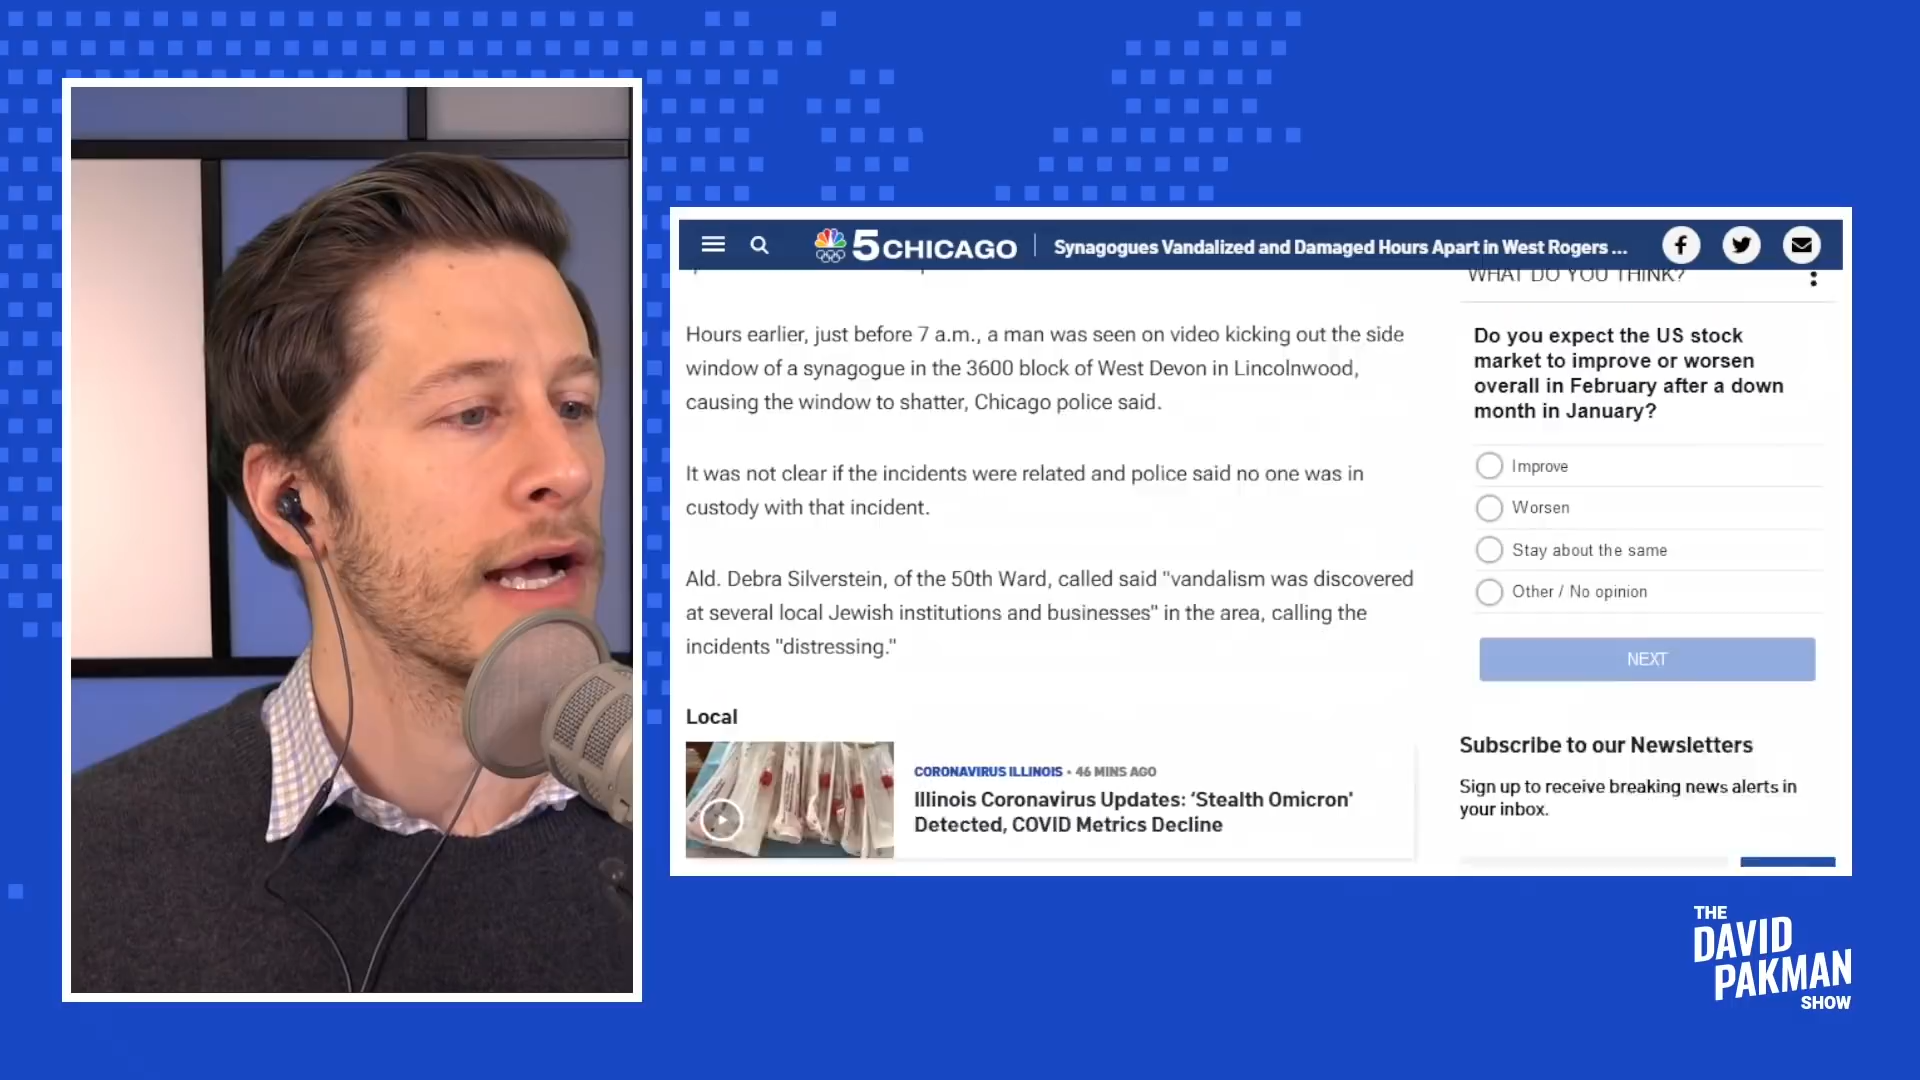 5 CHICAGO
Synagogues Vandalized and Damaged Hours Apart in West Rogers ...
WHAT DO YOU THINK?
Hours earlier, just before 7 a.m., a man was seen on video kicking out the side
window of a synagogue in the 3600 block of West Devon in Lincolnwood,
causing the window to shatter, Chicago police said.
It was not clear if the incidents were related and police said no one was in
custody with that incident.
Ald. Debra Silverstein, of the 50th Ward, called said "vandalism was discovered
at several local Jewish institutions and businesses" in the area, calling the
incidents "distressing."
Local
CORONAVIRUS ILLINOIS • 46 MINS AGO
Illinois Coronavirus Updates: ‘Stealth Omicron'
Detected, COVID Metrics Decline
Do you expect the US stock
market to improve or worsen
overall in February after a down
month in January?
Improve
Worsen
Stay about the same
Other / No opinion
NEXT
Subscribe to our Newsletters
Sign up to receive breaking news alerts in
your inbox.
THE
DAVID
PAKMAN
SHOW